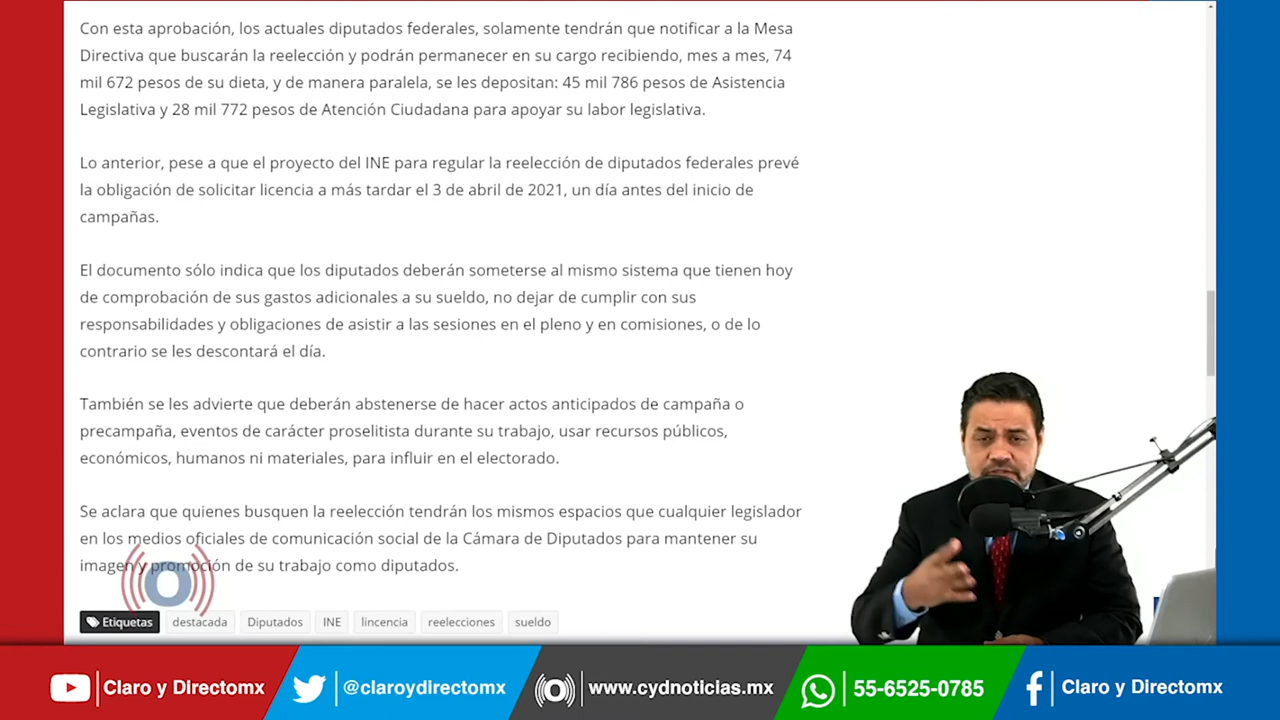 Con esta aprobación, los actuales diputados federales, solamente tendrán que notificar a la Mesa
Directiva que buscarán la reelección y podrán permanecer en su cargo recibiendo, mes a mes, 74
mil 672 pesos de su dieta, y de manera paralela, se les depositan: 45 mil 786 pesos de Asistencia
Legislativa y 28 mil 772 pesos de Atención Ciudadana para apoyar su labor legislativa.
Lo anterior, pese a que el proyecto del INE para regular la reelección de diputados federales prevé
la obligación de solicitar licencia a más tardar el 3 de abril de 2021, un día antes del inicio de
campañas.
El documento sólo indica que los diputados deberán someterse al mismo sistema que tienen hoy
de comprobación de sus gastos adicionales a su sueldo, no dejar de cumplir con sus
responsabilidades y obligaciones de asistir a las sesiones en el pleno y en comisiones, o de lo
contrario se les descontará el día.
También se les advierte que deberán abstenerse de hacer actos anticipados de campaña o
precampaña, eventos de carácter proselitista durante su trabajo, usar recursos públicos,
económicos, humanos ni materiales, para influir en el electorado.
Se aclara que quienes busquen la reelección tendrán los mismos espacios que cualquier legislador
en los medios oficiales de comunicación social de la Cámara de Diputados para mantener su
imagen y promoción de su trabajo como diputados.
Etiquetas destacada Diputados INE lincencia reelecciones sueldo
Claro y Directomx @claroydirectomx www.cydnoticias.mx 55-6525-0785 Claro y Directomx